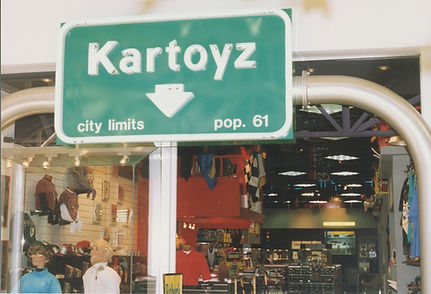 Kartoyz
city limits pop. 61